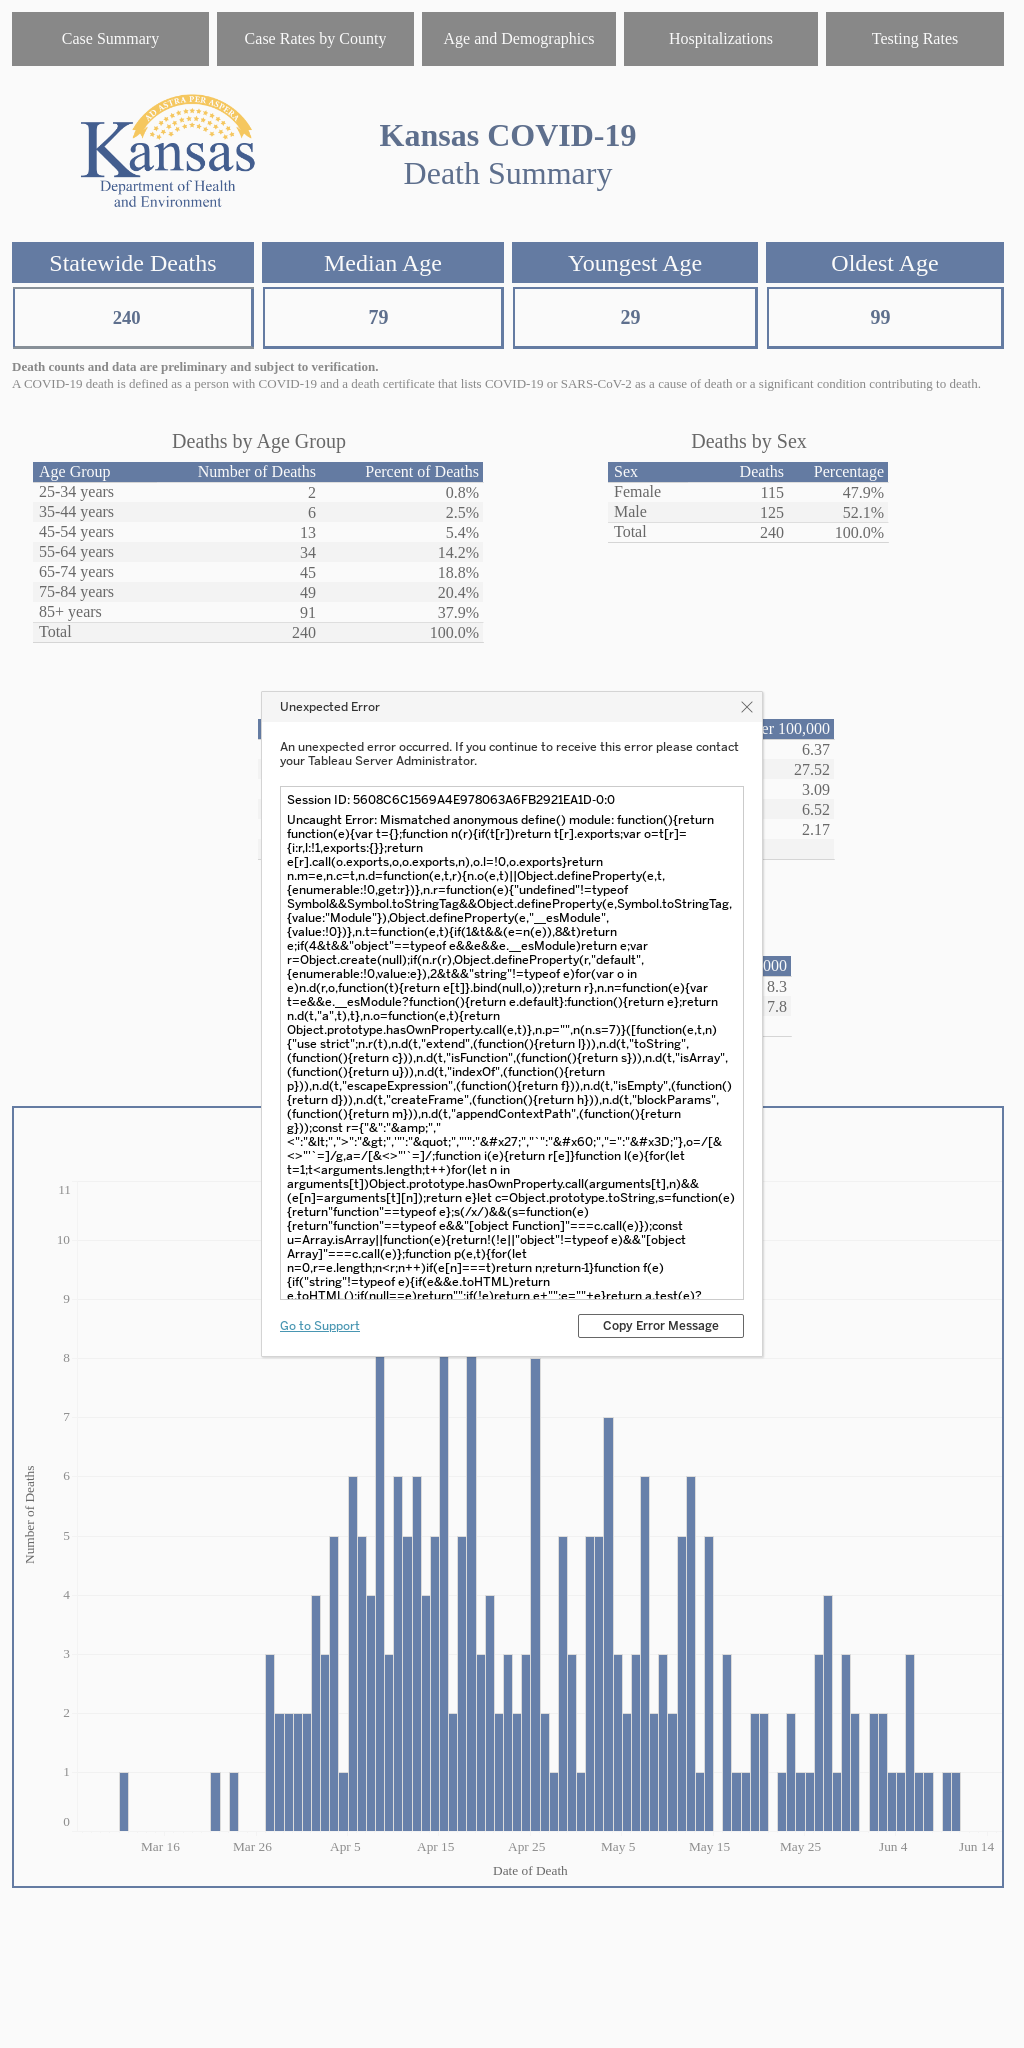 Case Summary
Case Rates by County
Age and Demographics
Hospitalizations
Testing Rates
AD ASTRA PER ASPERA
Kansas
Department of Health
and Environment
Kansas COVID-19
Death Summary
Statewide Deaths
Median Age
Youngest Age
Oldest Age
240
79
29
99
Death counts and data are preliminary and subject to verification.
A COVID-19 death is defined as a person with COVID-19 and a death certificate that lists COVID-19 or SARS-CoV-2 as a cause of death or a significant condition contributing to death.
Deaths by Age Group
Age Group Number of Deaths Percent of Deaths
25-34 years 2 0.8%
35-44 years 6 2.5%
45-54 years 13 5.4%
55-64 years 34 14.2%
65-74 years 45 18.8%
75-84 years 49 20.4%
85+ years 91 37.9%
Total 240 100.0%
Deaths by Sex
Sex Deaths Percentage
Female 115 47.9%
Male 125 52.1%
Total 240 100.0%
er 100,000
6.37
27.52
3.09
6.52
2.17
000
8.3
7.8
Unexpected Error
An unexpected error occurred. If you continue to receive this error please contact
your Tableau Server Administrator.
Session ID: 5608C6C1569A4E978063A6FB2921EA1D-0:0
Uncaught Error: Mismatched anonymous define() module: function(){return
function(e){var t={};function n(r){if(t[r])return t[r].exports;var o=t[r]=
{i:r,l:!1,exports:{}};return
e[r].call(o.exports,o,o.exports,n),o.l=!0,o.exports}return
n.m=e,n.c=t,n.d=function(e,t,r){n.o(e,t)||Object.defineProperty(e,t,
{enumerable:!0,get:r})},n.r=function(e){"undefined"!=typeof
Symbol&&Symbol.toStringTag&&Object.defineProperty(e,Symbol.toStringTag,
{value:"Module"}),Object.defineProperty(e,"__esModule",
{value:!0})},n.t=function(e,t){if(1&t&&(e=n(e)),8&t)return
e;if(4&t&&"object"==typeof e&&e&&e.__esModule)return e;var
r=Object.create(null);if(n.r(r),Object.defineProperty(r,"default",
{enumerable:!0,value:e}),2&t&&"string"!=typeof e)for(var o in
e)n.d(r,o,function(t){return e[t]}.bind(null,o));return r},n.n=function(e){var
t=e&&e.__esModule?function(){return e.default}:function(){return e};return
n.d(t,"a",t),t},n.o=function(e,t){return
Object.prototype.hasOwnProperty.call(e,t)},n.p="",n(n.s=7)}([function(e,t,n)
{"use strict";n.r(t),n.d(t,"extend",(function(){return l})),n.d(t,"toString",
(function(){return c})),n.d(t,"isFunction",(function(){return s})),n.d(t,"isArray",
(function(){return u})),n.d(t,"indexOf",(function(){return
p})),n.d(t,"escapeExpression",(function(){return f})),n.d(t,"isEmpty",(function()
{return d})),n.d(t,"createFrame",(function(){return h})),n.d(t,"blockParams",
(function(){return m})),n.d(t,"appendContextPath",(function(){return
g}));const r={"&":"&amp;","
<":"&lt;",">":"&gt;",'"':"&quot;","'":"&#x27;","`":"&#x60;","=":"&#x3D;"},o=/[&
<>"'`=]/g,a=/[&<>"'`=]/;function i(e){return r[e]}function l(e){for(let
t=1;t<arguments.length;t++)for(let n in
arguments[t])Object.prototype.hasOwnProperty.call(arguments[t],n)&&
(e[n]=arguments[t][n]);return e}let c=Object.prototype.toString,s=function(e)
{return"function"==typeof e};s(/x/)&&(s=function(e)
{return"function"==typeof e&&"[object Function]"===c.call(e)});const
u=Array.isArray||function(e){return!(!e||"object"!=typeof e)&&"[object
Array]"===c.call(e)};function p(e,t){for(let
n=0,r=e.length;n<r;n++)if(e[n]===t)return n;return-1}function f(e)
{if("string"!=typeof e){if(e&&e.toHTML)return
e.toHTML();if(null==e)return"";if(!e)return e+"";e=""+e}return a.test(e)?
Go to Support
Copy Error Message
11
10
9
8
7
6
5
4
3
2
1
0
Number of Deaths
Mar 16
Mar 26
Apr 5
Apr 15
Apr 25
May 5
May 15
May 25
Jun 4
Jun 14
Date of Death